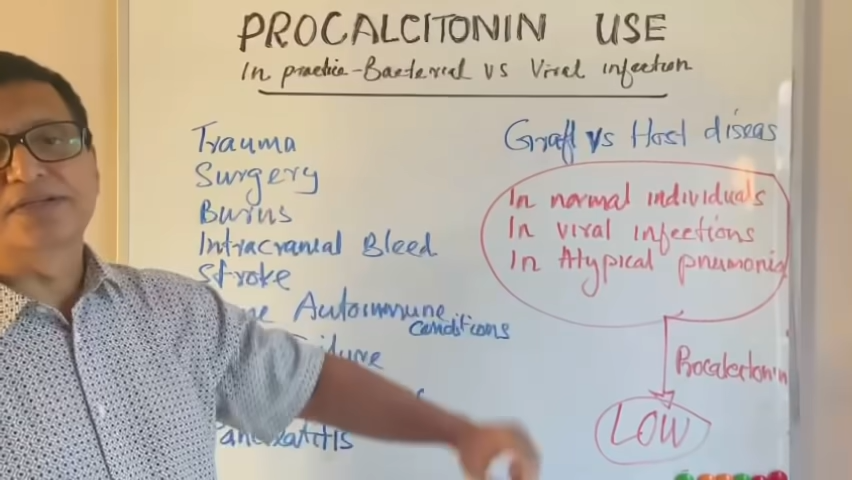 PROCALCITONIN USE
In practice-Bacterial vs Viral infection
Trauma
Surgery
Burns
Intracranial Bleed
Stroke
Autoimmune
conditions
Graft vs Host diseas
In normal individuals
In viral infections
In Atypical pneumonia
Procalcitonin
LOW